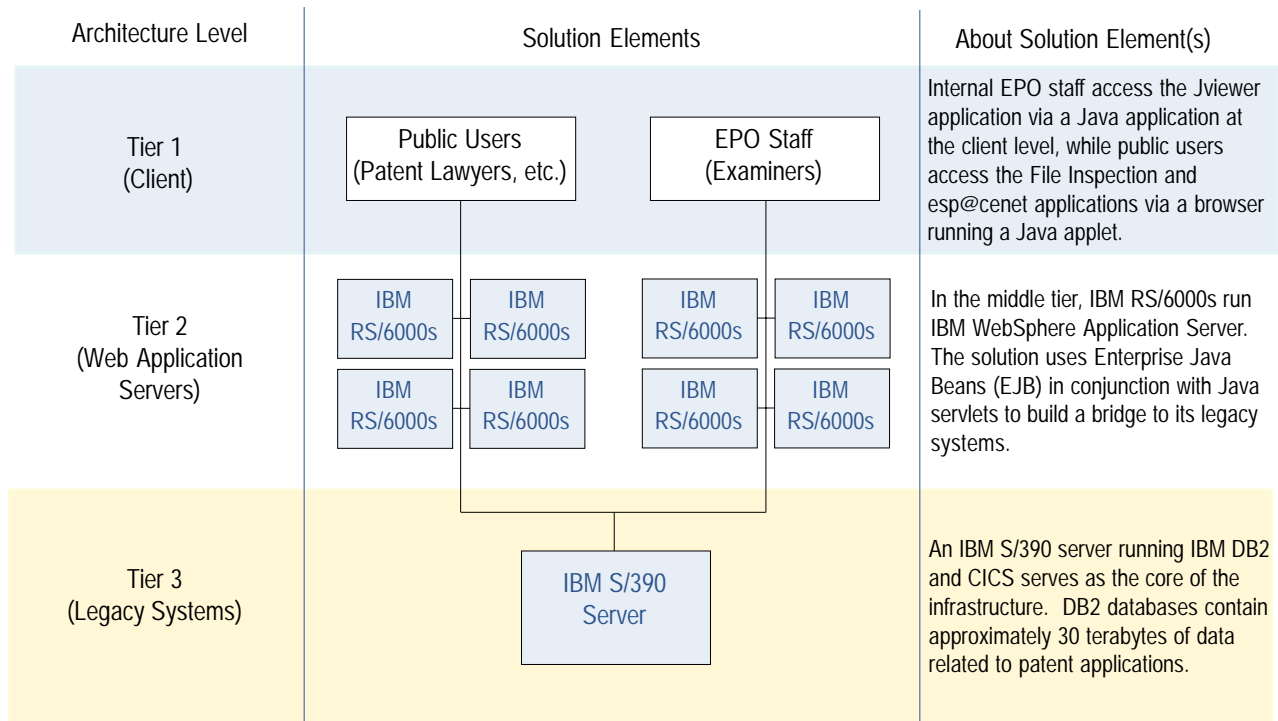 Architecture Level
Solution Elements
About Solution Element(s)
Tier 1
(Client)
Public Users
(Patent Lawyers, etc.)
EPO Staff
(Examiners)
Internal EPO staff access the Jviewer
application via a Java application at
the client level, while public users
access the File Inspection and
esp@cenet applications via a browser
running a Java applet.
Tier 2
(Web Application
Servers)
IBM
RS/6000s
IBM
RS/6000s
IBM
RS/6000s
IBM
RS/6000s
IBM
RS/6000s
IBM
RS/6000s
IBM
RS/6000s
IBM
RS/6000s
In the middle tier, IBM RS/6000s run
IBM WebSphere Application Server.
The solution uses Enterprise Java
Beans (EJB) in conjunction with Java
servlets to build a bridge to its legacy
systems.
Tier 3
(Legacy Systems)
IBM S/390
Server
An IBM S/390 server running IBM DB2
and CICS serves as the core of the
infrastructure.  DB2 databases contain
approximately 30 terabytes of data
related to patent applications.